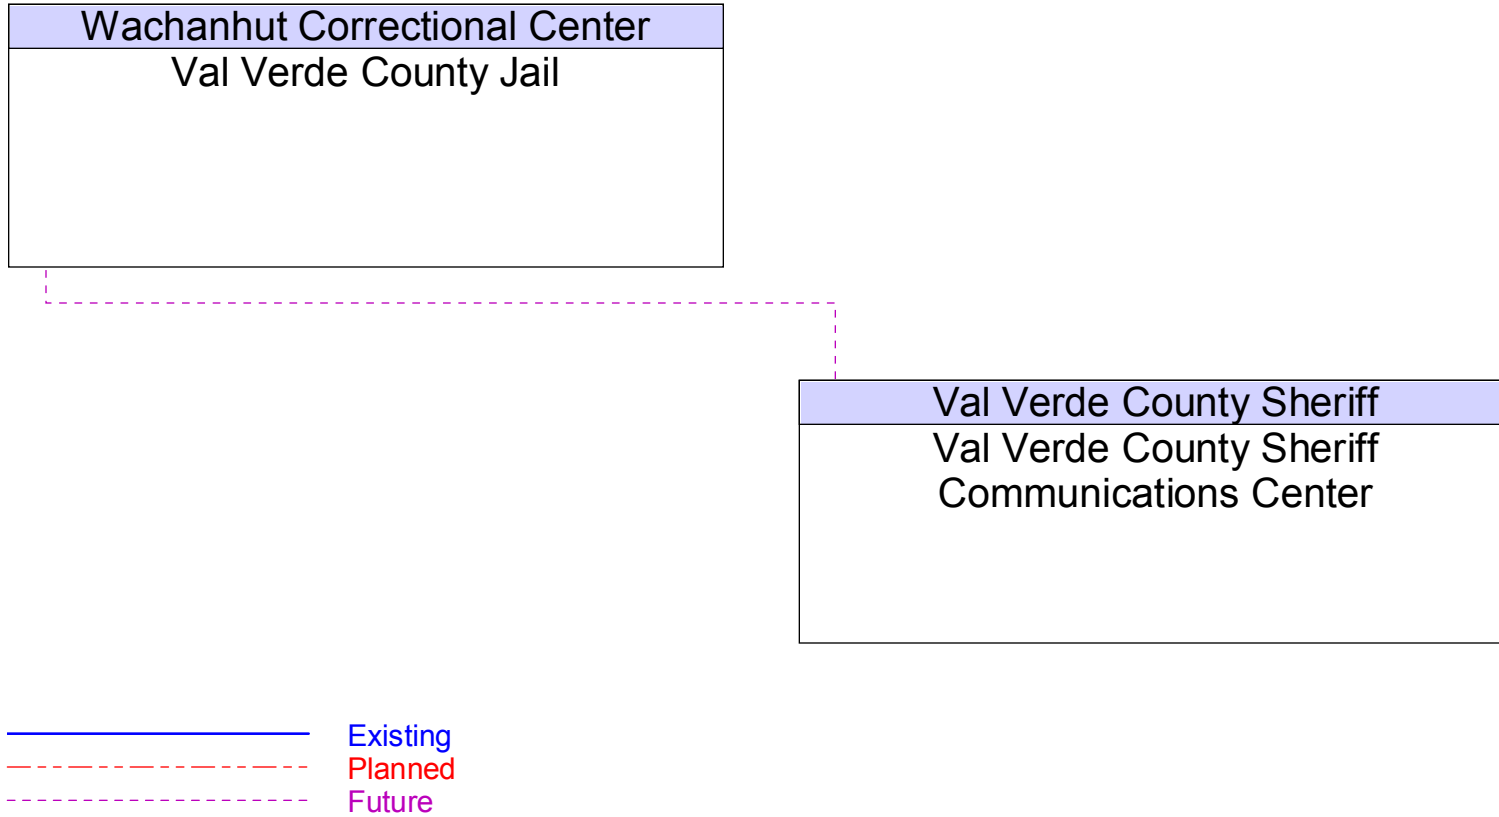 Wachanhut Correctional Center
Val Verde County Jail
Val Verde County Sheriff
Val Verde County Sheriff
Communications Center
Existing
Planned
Future